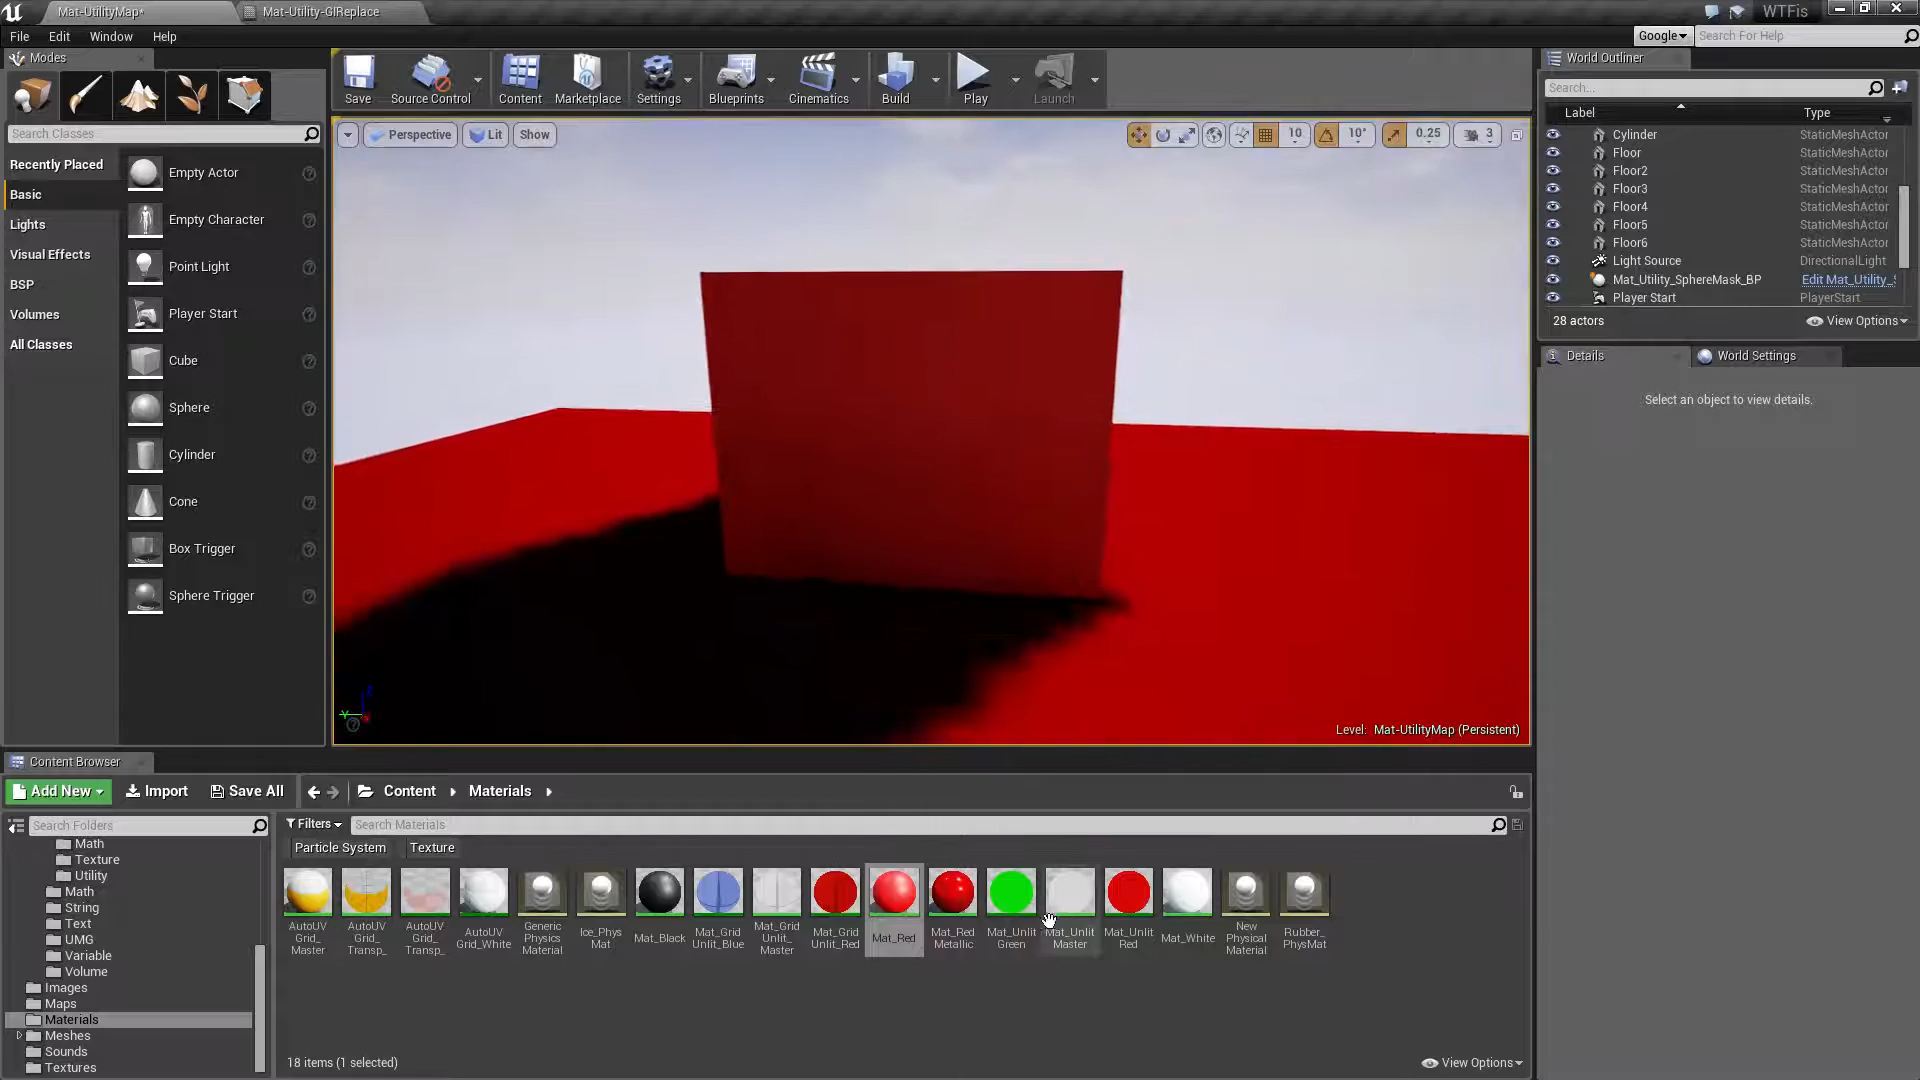 Mat-UtilityMap*
Mat-Utility-GIReplace
WTFis
File Edit Window Help
Google
Search For Help
Modes
Save
Source Control
Content
Marketplace
Settings
Blueprints
Cinematics
Build
Play
Launch
World Outliner
Search...
Label Type
Cylinder StaticMeshActor
Floor StaticMeshActor
Floor2 StaticMeshActor
Floor3 StaticMeshActor
Floor4 StaticMeshActor
Floor5 StaticMeshActor
Floor6 StaticMeshActor
Light Source DirectionalLight
Mat_Utility_SphereMask_BP Edit Mat_Utility_S
Player Start PlayerStart
28 actors
View Options
Details
World Settings
Select an object to view details.
Search Classes
Recently Placed
Basic
Lights
Visual Effects
BSP
Volumes
All Classes
Empty Actor
Empty Character
Point Light
Player Start
Cube
Sphere
Cylinder
Cone
Box Trigger
Sphere Trigger
Perspective
Lit
Show
10
10°
0.25
3
Level: Mat-UtilityMap (Persistent)
Content Browser
Add New
Import
Save All
Content
Materials
Search Folders
Math
Texture
Utility
Math
String
Text
UMG
Variable
Volume
Images
Maps
Materials
Meshes
Sounds
Textures
Filters
Search Materials
Particle System
Texture
AutoUV
Grid_
Master
AutoUV
Grid_
Transp_
AutoUV
Grid_
Transp_
AutoUV
Grid_White
Generic
Physics
Material
Ice_Phys
Mat
Mat_Black
Mat_Grid
Unlit_Blue
Mat_Grid
Unlit_
Master
Mat_Grid
Unlit_Red
Mat_Red
Mat_Red
Metallic
Mat_Unlit
Green
Mat_Unlit
Master
Mat_Unlit
Red
Mat_White
New
Physical
Material
Rubber_
PhysMat
18 items (1 selected)
View Options